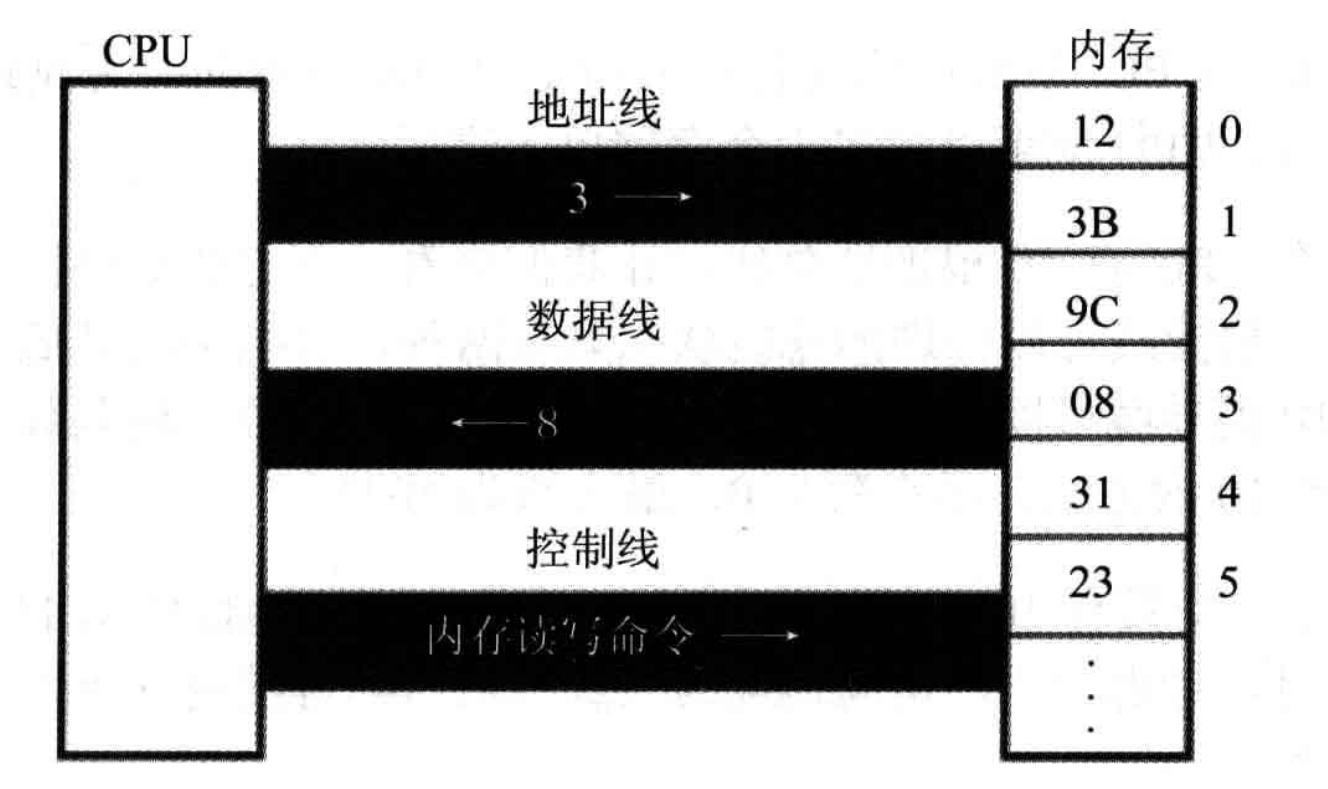 CPU
内存
地址线
3 →
数据线
← 8
控制线
内存读写命令 →
12 0
3B 1
9C 2
08 3
31 4
23 5